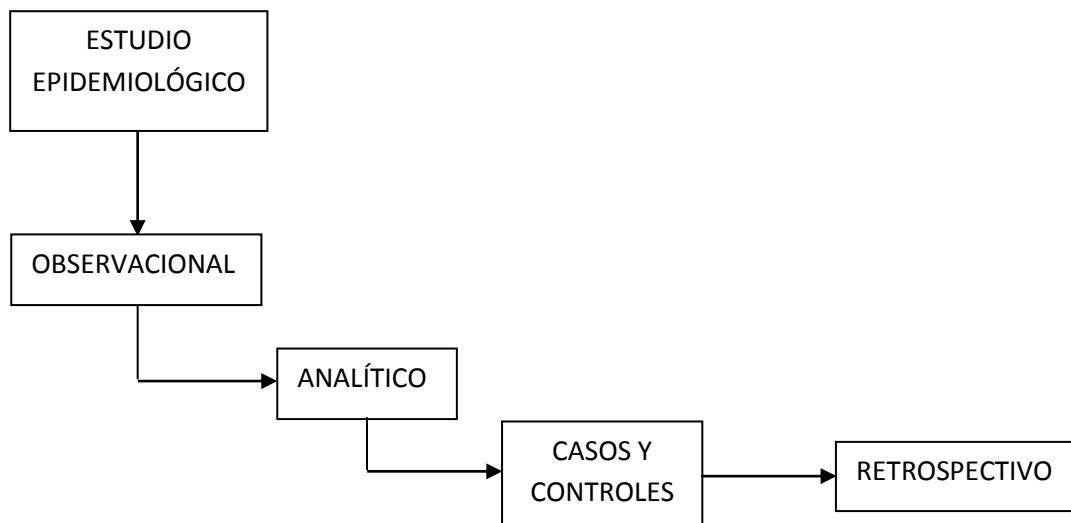 ESTUDIO
EPIDEMIOLÓGICO
OBSERVACIONAL
ANALÍTICO
CASOS Y
CONTROLES
RETROSPECTIVO